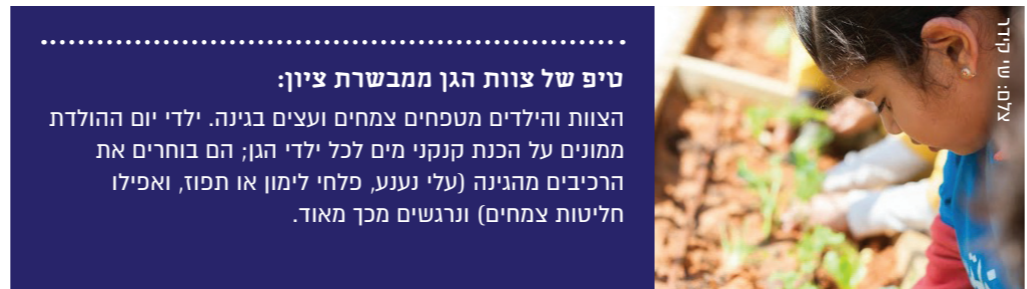 טיפ של צוות הגן ממבשרת ציון:
הצוות והילדים מטפחים צמחים ועצים בגינה. ילדי יום ההולדת
ממונים על הכנת קנקני מים לכל ילדי הגן; הם בוחרים את
הרכיבים מהגינה (עלי נענע, פלחי לימון או תפוז, ואפילו
חליטות צמחים) ונרגשים מכך מאוד.
צלם: שי קידר